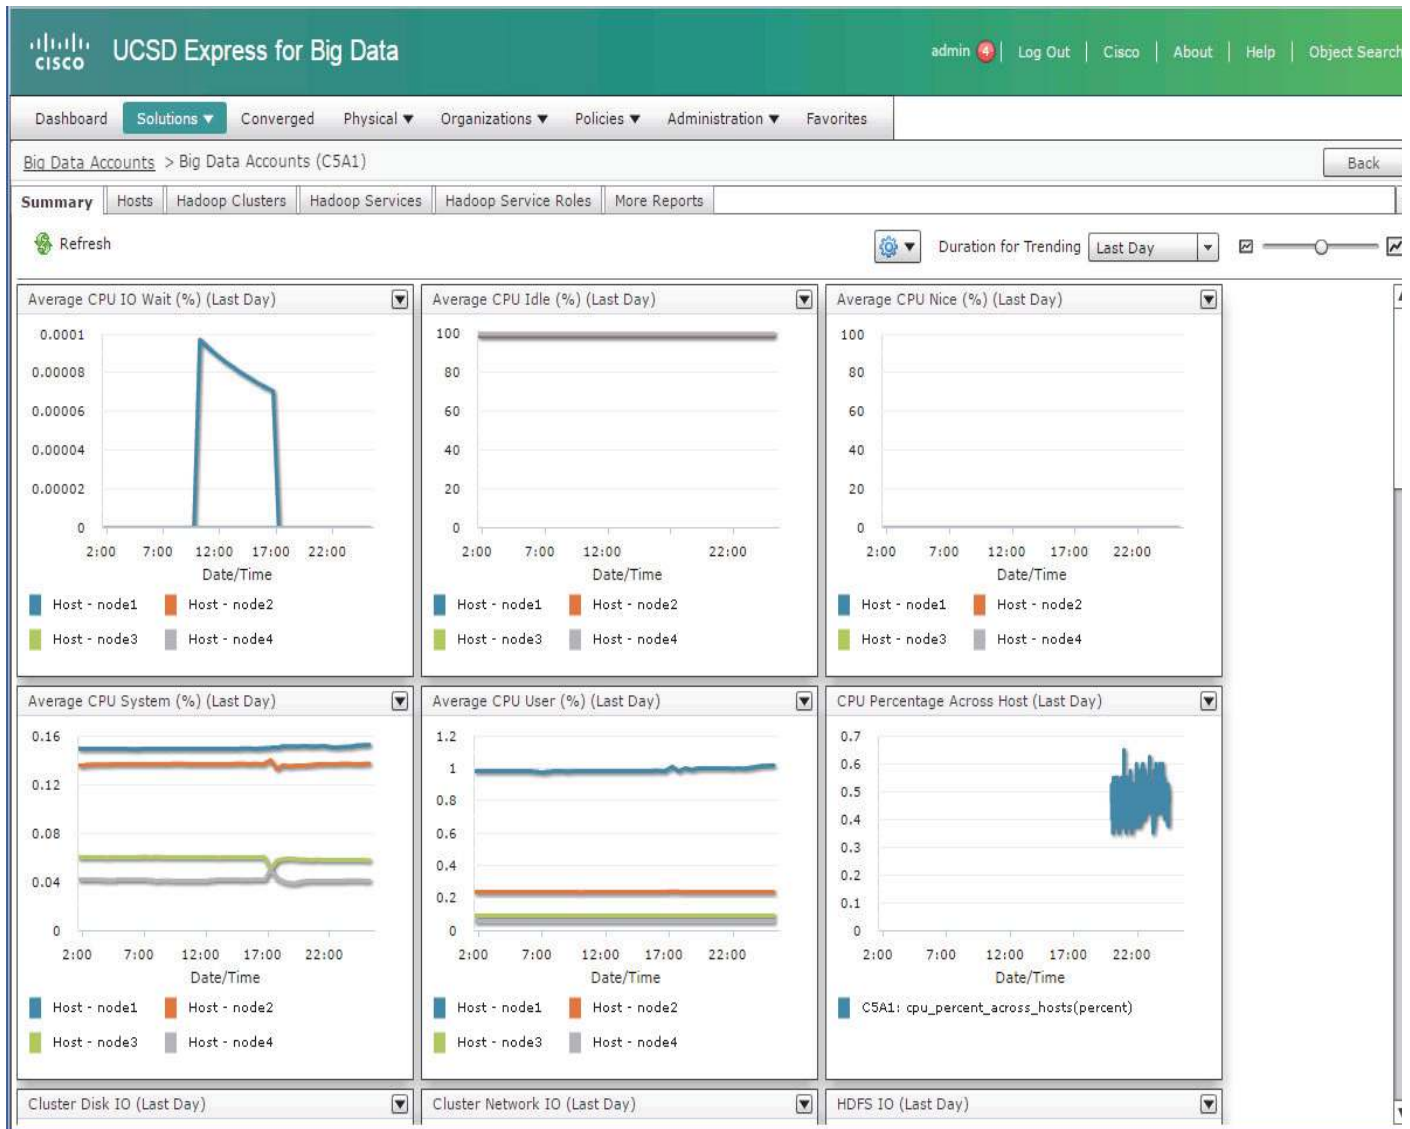 CISCO UCSD Express for Big Data admin 4 | Log Out | Cisco | About | Help | Object Search
Dashboard Solutions Converged Physical Organizations Policies Administration Favorites
Big Data Accounts > Big Data Accounts (C5A1) Back
Summary Hosts Hadoop Clusters Hadoop Services Hadoop Service Roles More Reports
Refresh Duration for Trending Last Day
Average CPU IO Wait (%) (Last Day)
0.0001
0.00008
0.00006
0.00004
0.00002
0
2:00 7:00 12:00 17:00 22:00
Date/Time
Host - node1 Host - node2
Host - node3 Host - node4
Average CPU Idle (%) (Last Day)
100
80
60
40
20
0
2:00 7:00 12:00 22:00
Date/Time
Host - node1 Host - node2
Host - node3 Host - node4
Average CPU Nice (%) (Last Day)
100
80
60
40
20
0
2:00 7:00 12:00 17:00 22:00
Date/Time
Host - node1 Host - node2
Host - node3 Host - node4
Average CPU System (%) (Last Day)
0.16
0.12
0.08
0.04
0
2:00 7:00 12:00 17:00 22:00
Date/Time
Host - node1 Host - node2
Host - node3 Host - node4
Average CPU User (%) (Last Day)
1.2
1
0.8
0.6
0.4
0.2
0
2:00 7:00 12:00 17:00 22:00
Date/Time
Host - node1 Host - node2
Host - node3 Host - node4
CPU Percentage Across Host (Last Day)
0.7
0.6
0.5
0.4
0.3
0.2
0.1
0
2:00 7:00 12:00 17:00 22:00
Date/Time
C5A1: cpu_percent_across_hosts(percent)
Cluster Disk IO (Last Day)
Cluster Network IO (Last Day)
HDFS IO (Last Day)